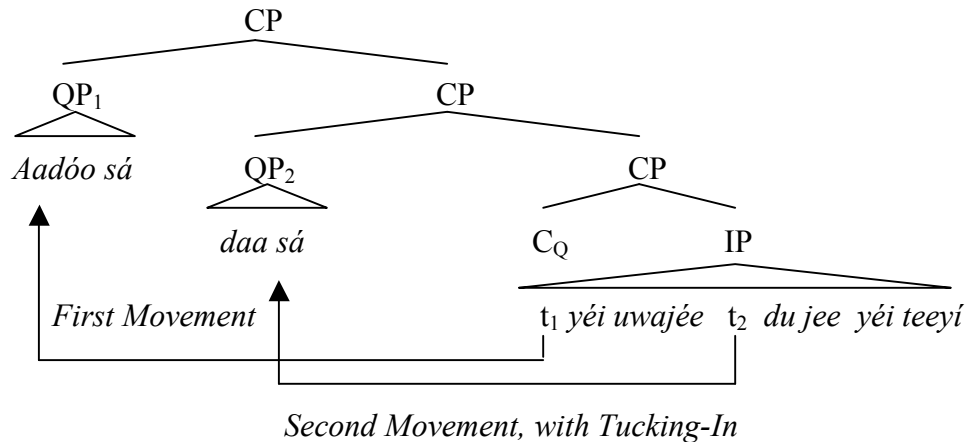 CP
QP₁ CP
Aadóo sá QP₂ CP
daa sá C_Q IP
First Movement t₁ yéi uwajée t₂ du jee yéi teeyí
Second Movement, with Tucking-In